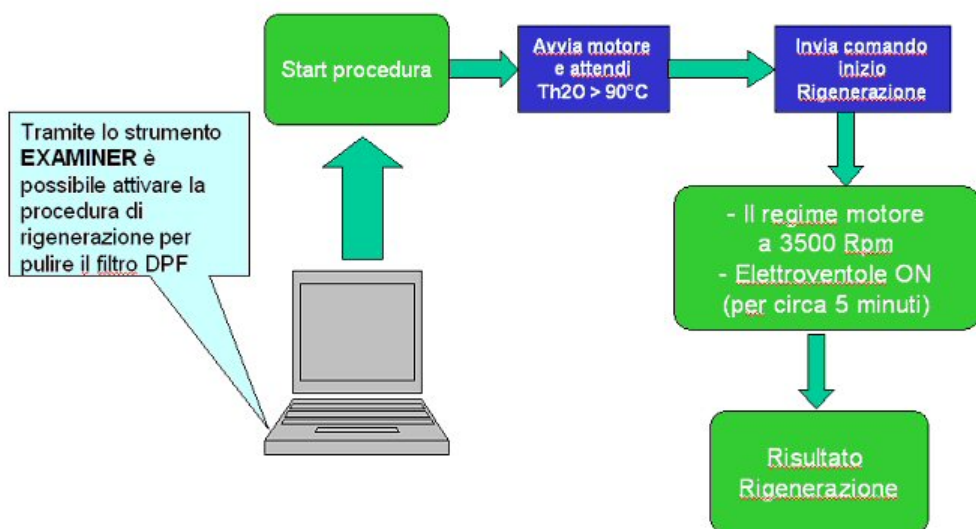 Start procedura
Avvia motore
e attendi
Th2O > 90°C
Invia comando
inizio
Rigenerazione
Tramite lo strumento
EXAMINER è
possibile attivare la
procedura di
rigenerazione per
pulire il filtro DPF
- Il regime motore
a 3500 Rpm
- Elettroventole ON
(per circa 5 minuti)
Risultato
Rigenerazione